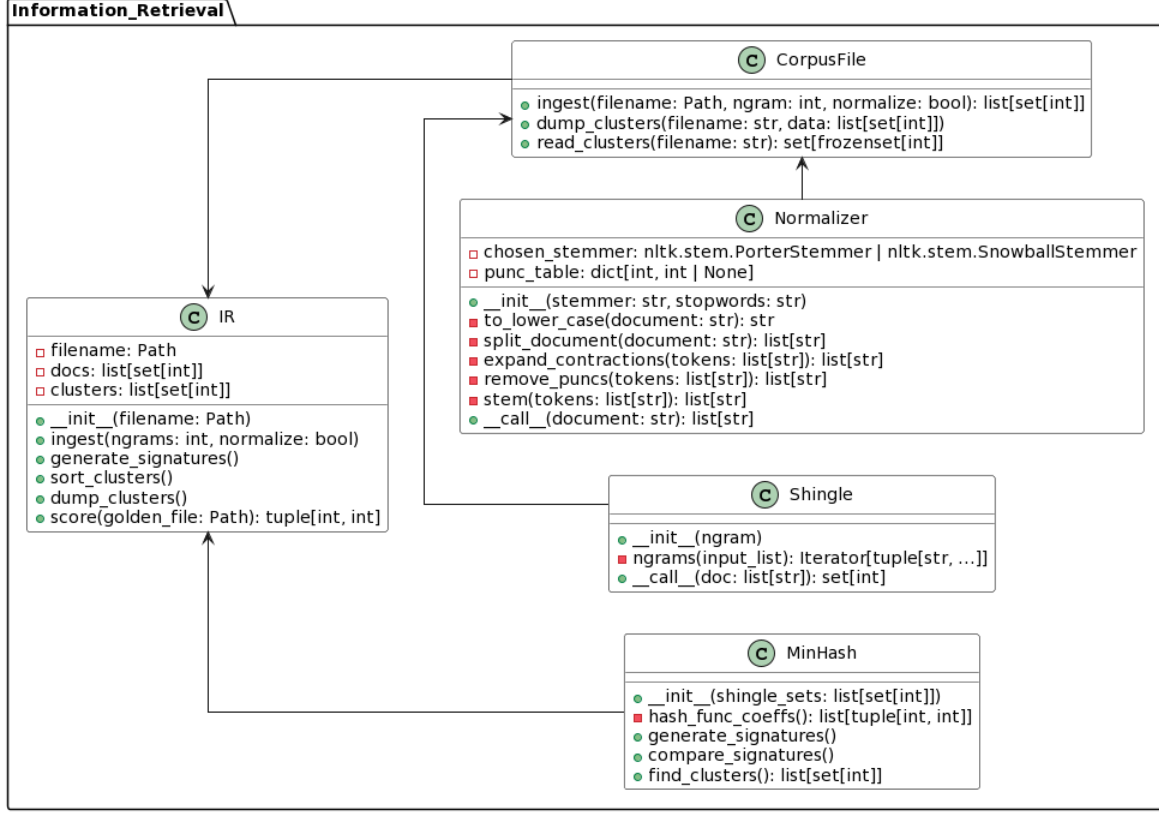 Information_Retrieval
C CorpusFile
ingest(filename: Path, ngram: int, normalize: bool): list[set[int]]
dump_clusters(filename: str, data: list[set[int]])
read_clusters(filename: str): set[frozenset[int]]
C Normalizer
chosen_stemmer: nltk.stem.PorterStemmer | nltk.stem.SnowballStemmer
punc_table: dict[int, int | None]
__init__(stemmer: str, stopwords: str)
to_lower_case(document: str): str
split_document(document: str): list[str]
expand_contractions(tokens: list[str]): list[str]
remove_puncs(tokens: list[str]): list[str]
stem(tokens: list[str]): list[str]
__call__(document: str): list[str]
C IR
filename: Path
docs: list[set[int]]
clusters: list[set[int]]
__init__(filename: Path)
ingest(ngrams: int, normalize: bool)
generate_signatures()
sort_clusters()
dump_clusters()
score(golden_file: Path): tuple[int, int]
C Shingle
__init__(ngram)
ngrams(input_list): Iterator[tuple[str, ...]]
__call__(doc: list[str]): set[int]
C MinHash
__init__(shingle_sets: list[set[int]])
hash_func_coeffs(): list[tuple[int, int]]
generate_signatures()
compare_signatures()
find_clusters(): list[set[int]]